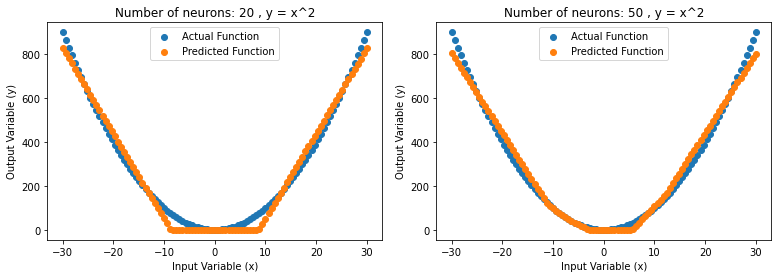 Number of neurons: 20 , y = x^2
Actual Function
Predicted Function
Output Variable (y)
800
600
400
200
0
−30
−20
−10
0
10
20
30
Input Variable (x)
Number of neurons: 50 , y = x^2
Actual Function
Predicted Function
Output Variable (y)
800
600
400
200
0
−30
−20
−10
0
10
20
30
Input Variable (x)